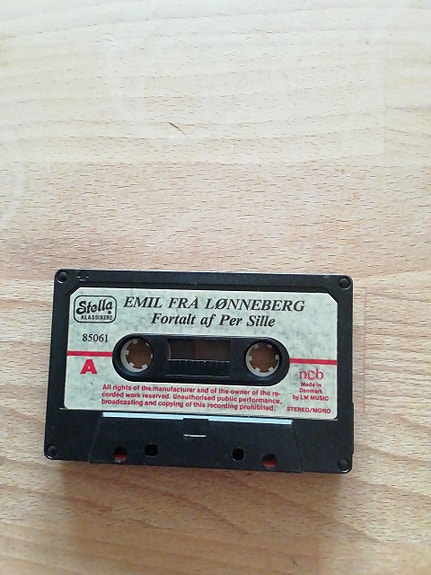 Stella
KLASSIKERE
EMIL FRA LØNNEBERG
Fortalt af Per Sille
85061
A
ncb
Made in
Denmark
by LM MUSIC
All rights of the manufacturer and of the owner of the re-
corded work reserved. Unauthorised public performance,
broadcasting and copying of this recording prohibited.
STEREO/MONO